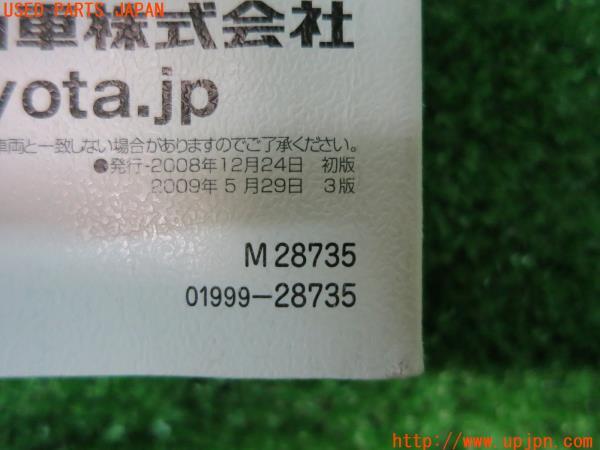 USED PARTS JAPAN
車株式会社
yota.jp
車両と一致しない場合がありますのでご了承ください。
●発行-2008年12月24日 初版
2009年 5月29日 3版
M 28735
01999-28735
http://www.upjpn.com/